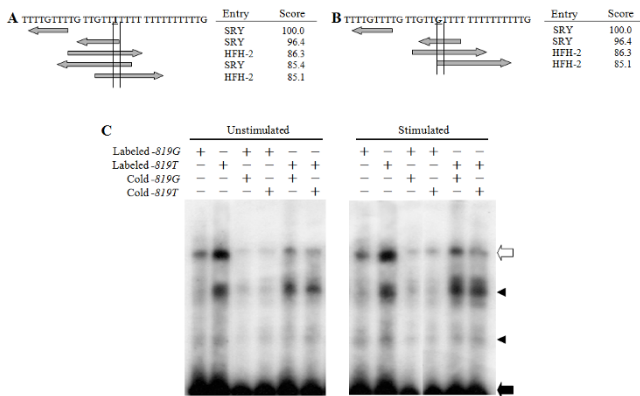 A TTTTGTTTTG TTGTTTTTTT TTTTTTTTTG
Entry Score
SRY 100.0
SRY 96.4
HFH-2 86.3
SRY 85.4
HFH-2 85.1
B TTTTGTTTTG TTGTTGTTTT TTTTTTTTTG
Entry Score
SRY 100.0
SRY 96.4
HFH-2 86.3
HFH-2 85.1
C
Unstimulated Stimulated
Labeled -819G + − + + − − + − + + − −
Labeled -819T − + − − + + − + − − + +
Cold -819G − − + − + − − − + − + −
Cold -819T − − − + − + − − − + − +